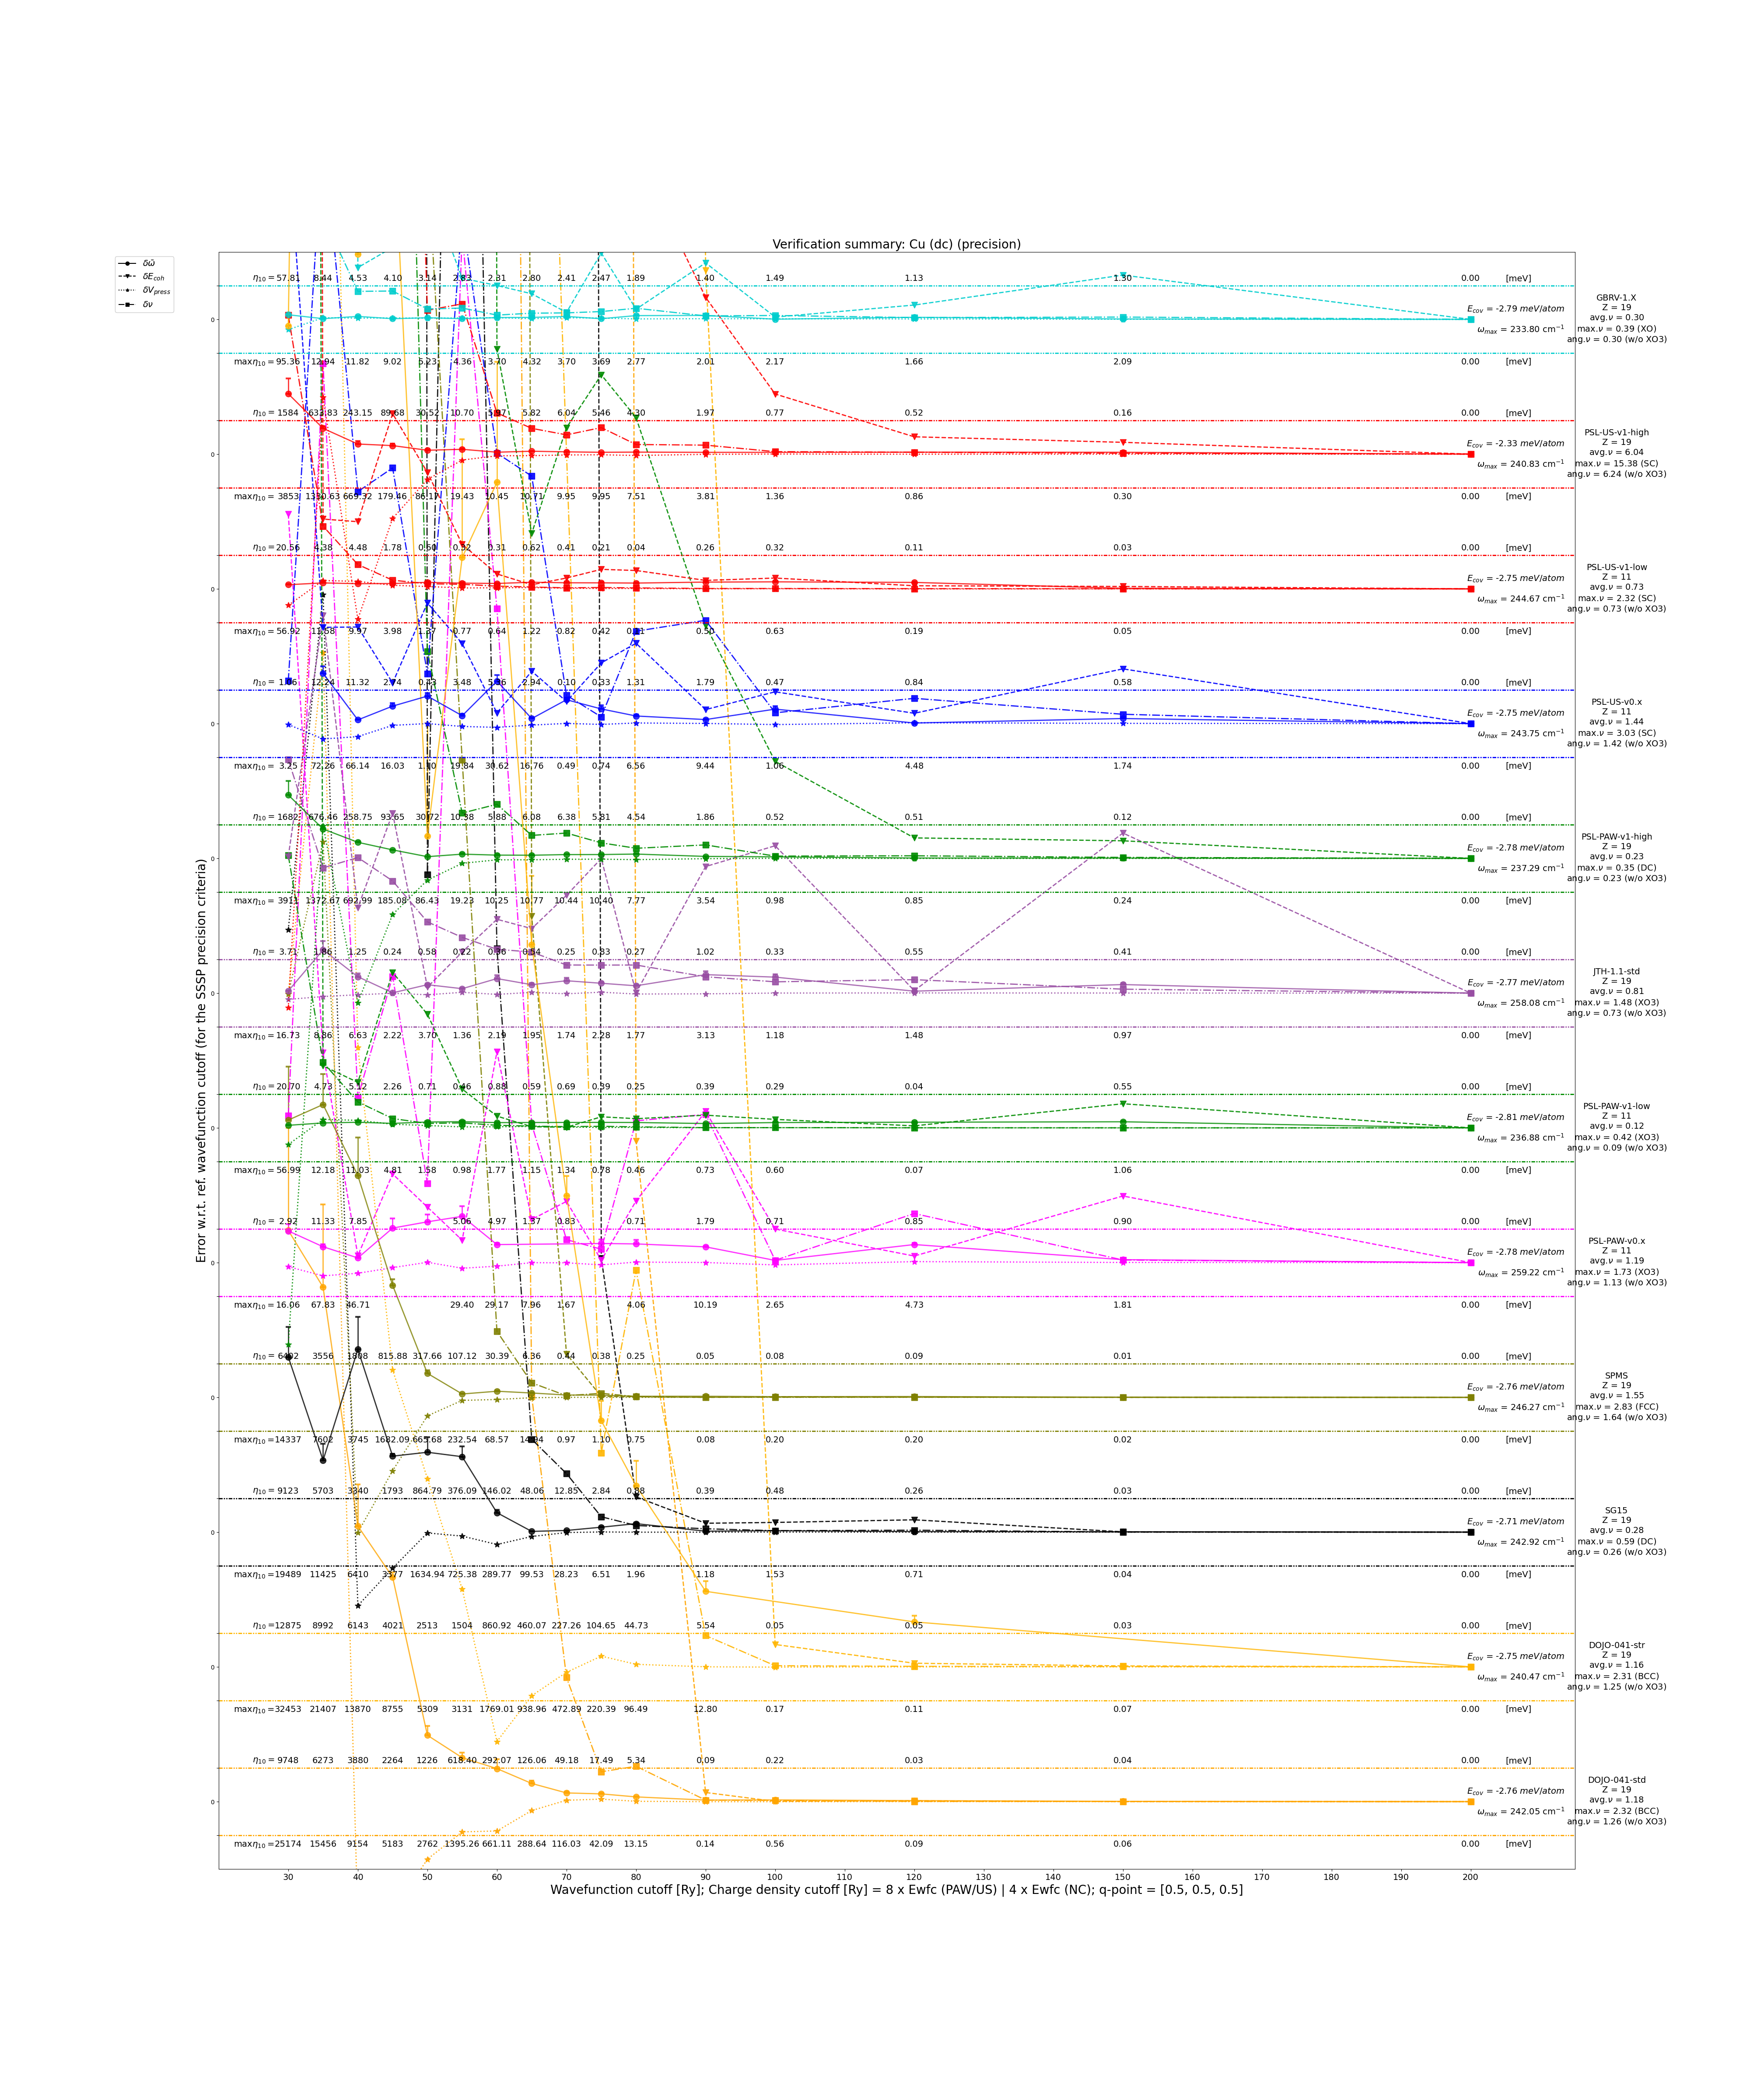 Verification summary: Cu (dc) (precision)
δω̄
δE_coh
δV_press
δν
Error w.r.t. ref. wavefunction cutoff (for the SSSP precision criteria)
η₁₀ = 57.81 8.44 4.53 4.10 3.14 2.31 2.80 2.41 2.47 1.89 1.40 1.49 1.13 1.30 0.00 [meV]
0
E_cov = -2.79 meV/atom
ω_max = 233.80 cm⁻¹
GBRV-1.X
Z = 19
avg.ν = 0.30
max.ν = 0.39 (XO)
ang.ν = 0.30 (w/o XO3)
maxη₁₀ = 95.36 12.94 11.82 9.02 5.23 4.36 3.70 4.32 3.70 3.69 2.77 2.01 2.17 1.66 2.09 0.00 [meV]
η₁₀ = 1584 633.83 243.15 89.68 30.52 10.70 5.82 6.04 5.46 4.30 1.97 0.77 0.52 0.16 0.00 [meV]
0
E_cov = -2.33 meV/atom
ω_max = 240.83 cm⁻¹
PSL-US-v1-high
Z = 19
avg.ν = 6.04
max.ν = 15.38 (SC)
ang.ν = 6.24 (w/o XO3)
maxη₁₀ = 3853 669.32 179.46 86.17 19.43 10.45 10.71 9.95 9.95 7.51 3.81 1.36 0.86 0.30 0.00 [meV]
η₁₀ = 20.56 4.38 4.48 1.78 0.60 0.52 0.31 0.62 0.41 0.21 0.04 0.26 0.32 0.11 0.03 0.00 [meV]
0
E_cov = -2.75 meV/atom
ω_max = 244.67 cm⁻¹
PSL-US-v1-low
Z = 11
avg.ν = 0.73
max.ν = 2.32 (SC)
ang.ν = 0.73 (w/o XO3)
maxη₁₀ = 56.92 11.58 9.97 3.98 1.37 0.77 0.64 1.22 0.82 0.42 0.50 0.63 0.19 0.05 0.00 [meV]
η₁₀ = 12.24 11.32 0.43 3.48 2.94 0.10 0.33 1.31 1.79 0.47 0.84 0.58 0.00 [meV]
0
E_cov = -2.75 meV/atom
ω_max = 243.75 cm⁻¹
PSL-US-v0.x
Z = 11
avg.ν = 1.44
max.ν = 3.03 (SC)
ang.ν = 1.42 (w/o XO3)
maxη₁₀ = 3.25 72.26 66.14 16.03 19.84 30.62 16.76 0.49 0.74 6.56 9.44 1.06 4.48 1.74 0.00 [meV]
η₁₀ = 1682 676.46 258.75 93.65 30.72 10.38 5.88 6.08 6.38 5.81 4.54 1.86 0.52 0.51 0.12 0.00 [meV]
0
E_cov = -2.78 meV/atom
ω_max = 237.29 cm⁻¹
PSL-PAW-v1-high
Z = 19
avg.ν = 0.23
max.ν = 0.35 (DC)
ang.ν = 0.23 (w/o XO3)
maxη₁₀ = 3911 1372.67 692.99 185.08 86.43 19.23 10.25 10.77 10.44 10.40 7.77 3.54 0.98 0.85 0.24 0.00 [meV]
η₁₀ = 3.71 1.86 1.25 0.24 0.58 0.22 0.25 0.33 0.27 1.02 0.33 0.55 0.41 0.00 [meV]
0
E_cov = -2.77 meV/atom
ω_max = 258.08 cm⁻¹
JTH-1.1-std
Z = 19
avg.ν = 0.81
max.ν = 1.48 (XO3)
ang.ν = 0.73 (w/o XO3)
maxη₁₀ = 16.73 8.86 6.63 2.22 3.70 1.36 2.19 1.95 1.74 2.28 1.77 3.13 1.18 1.48 0.97 0.00 [meV]
η₁₀ = 20.70 4.73 5.12 2.26 0.71 0.46 0.88 0.59 0.69 0.39 0.25 0.39 0.29 0.04 0.55 0.00 [meV]
0
E_cov = -2.81 meV/atom
ω_max = 236.88 cm⁻¹
PSL-PAW-v1-low
Z = 11
avg.ν = 0.12
max.ν = 0.42 (XO3)
ang.ν = 0.09 (w/o XO3)
maxη₁₀ = 56.99 12.18 11.03 4.81 1.58 0.98 1.77 1.15 1.34 0.78 0.46 0.73 0.60 0.07 1.06 0.00 [meV]
η₁₀ = 2.92 11.33 7.85 5.06 4.97 1.37 0.83 0.71 1.79 0.71 0.85 0.90 0.00 [meV]
0
E_cov = -2.78 meV/atom
ω_max = 259.22 cm⁻¹
PSL-PAW-v0.x
Z = 11
avg.ν = 1.19
max.ν = 1.73 (XO3)
ang.ν = 1.13 (w/o XO3)
maxη₁₀ = 16.06 67.83 46.71 29.40 29.17 7.96 1.67 4.06 10.19 2.65 4.73 1.81 0.00 [meV]
η₁₀ = 6402 3556 1808 815.88 317.66 107.12 30.39 6.36 0.44 0.38 0.25 0.05 0.08 0.09 0.01 0.00 [meV]
0
E_cov = -2.76 meV/atom
ω_max = 246.27 cm⁻¹
SPMS
Z = 19
avg.ν = 1.55
max.ν = 2.83 (FCC)
ang.ν = 1.64 (w/o XO3)
maxη₁₀ = 14337 7602 3745 1682.09 232.54 68.57 0.97 1.10 0.75 0.08 0.20 0.20 0.02 0.00 [meV]
η₁₀ = 9123 5703 3340 1793 864.79 376.09 146.02 48.06 12.85 2.84 0.88 0.39 0.48 0.26 0.03 0.00 [meV]
0
E_cov = -2.71 meV/atom
ω_max = 242.92 cm⁻¹
SG15
Z = 19
avg.ν = 0.28
max.ν = 0.59 (DC)
ang.ν = 0.26 (w/o XO3)
maxη₁₀ = 19489 11425 6410 3377 1634.94 725.38 289.77 99.53 28.23 6.51 1.96 1.18 1.53 0.71 0.04 0.00 [meV]
η₁₀ = 12875 8992 6143 4021 2513 1504 860.92 460.07 227.26 104.65 44.73 5.54 0.05 0.05 0.03 0.00 [meV]
0
E_cov = -2.75 meV/atom
ω_max = 240.47 cm⁻¹
DOJO-041-str
Z = 19
avg.ν = 1.16
max.ν = 2.31 (BCC)
ang.ν = 1.25 (w/o XO3)
maxη₁₀ = 32453 21407 13870 8755 5309 3131 1769.01 938.96 472.89 220.39 96.49 12.80 0.17 0.11 0.07 0.00 [meV]
η₁₀ = 9748 6273 3880 2264 1226 618.40 292.07 126.06 49.18 17.49 5.34 0.09 0.22 0.03 0.04 0.00 [meV]
0
E_cov = -2.76 meV/atom
ω_max = 242.05 cm⁻¹
DOJO-041-std
Z = 19
avg.ν = 1.18
max.ν = 2.32 (BCC)
ang.ν = 1.26 (w/o XO3)
maxη₁₀ = 25174 15456 9154 5183 2762 1395.26 661.11 288.64 116.03 42.09 13.15 0.14 0.56 0.09 0.06 0.00 [meV]
30 40 50 60 70 80 90 100 110 120 130 140 150 160 170 180 190 200
Wavefunction cutoff [Ry]; Charge density cutoff [Ry] = 8 x Ewfc (PAW/US) | 4 x Ewfc (NC); q-point = [0.5, 0.5, 0.5]